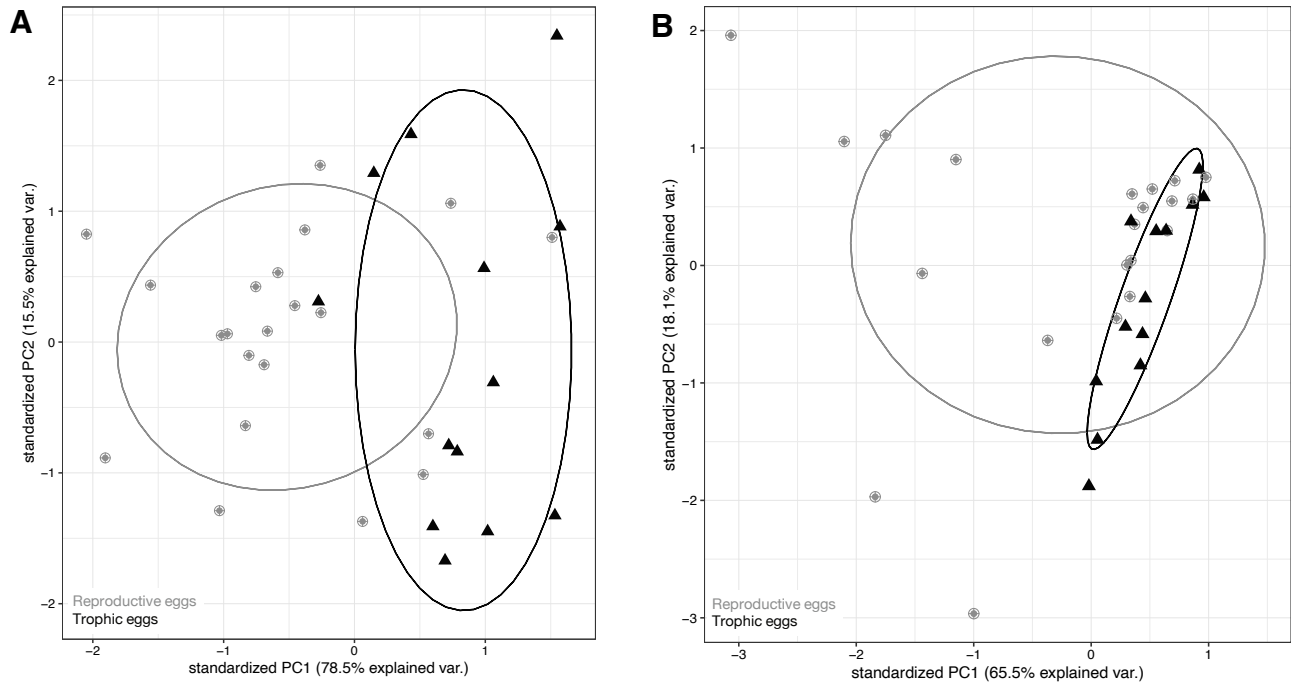 A
standardized PC2 (15.5% explained var.)
2
1
0
−1
−2
Reproductive eggs
Trophic eggs
−2
−1
0
1
standardized PC1 (78.5% explained var.)
B
standardized PC2 (18.1% explained var.)
2
1
0
−1
−2
−3
Reproductive eggs
Trophic eggs
−3
−2
−1
0
1
standardized PC1 (65.5% explained var.)